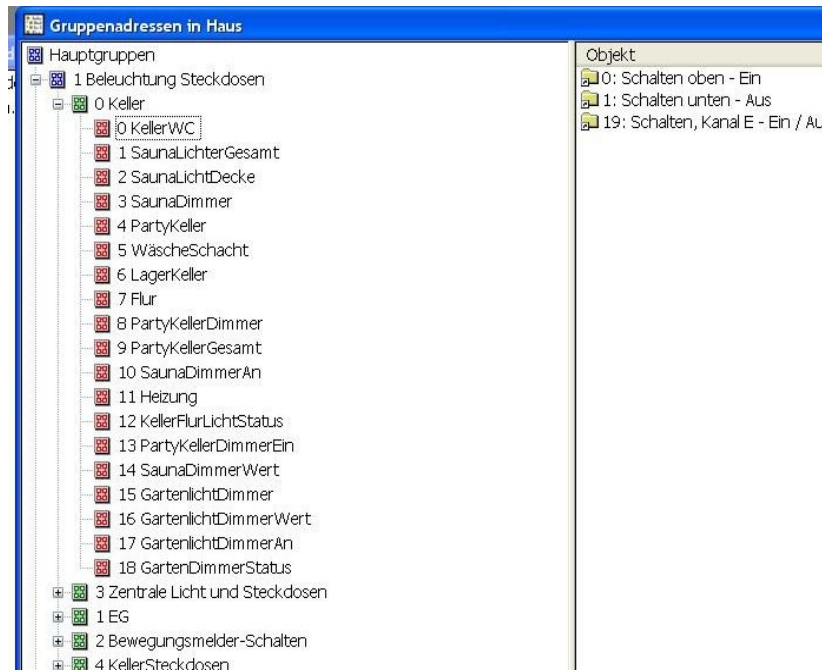 Gruppenadressen in Haus
Hauptgruppen
1 Beleuchtung Steckdosen
0 Keller
0 KellerWC
1 SaunaLichterGesamt
2 SaunaLichtDecke
3 SaunaDimmer
4 PartyKeller
5 WäscheSchacht
6 LagerKeller
7 Flur
8 PartyKellerDimmer
9 PartyKellerGesamt
10 SaunaDimmerAn
11 Heizung
12 KellerFlurLichtStatus
13 PartyKellerDimmerEin
14 SaunaDimmerWert
15 GartenlichtDimmer
16 GartenlichtDimmerWert
17 GartenlichtDimmerAn
18 GartenDimmerStatus
3 Zentrale Licht und Steckdosen
1 EG
2 Bewegungsmelder-Schalten
4 KellerSteckdosen
Objekt
0: Schalten oben - Ein
1: Schalten unten - Aus
19: Schalten, Kanal E - Ein / Au